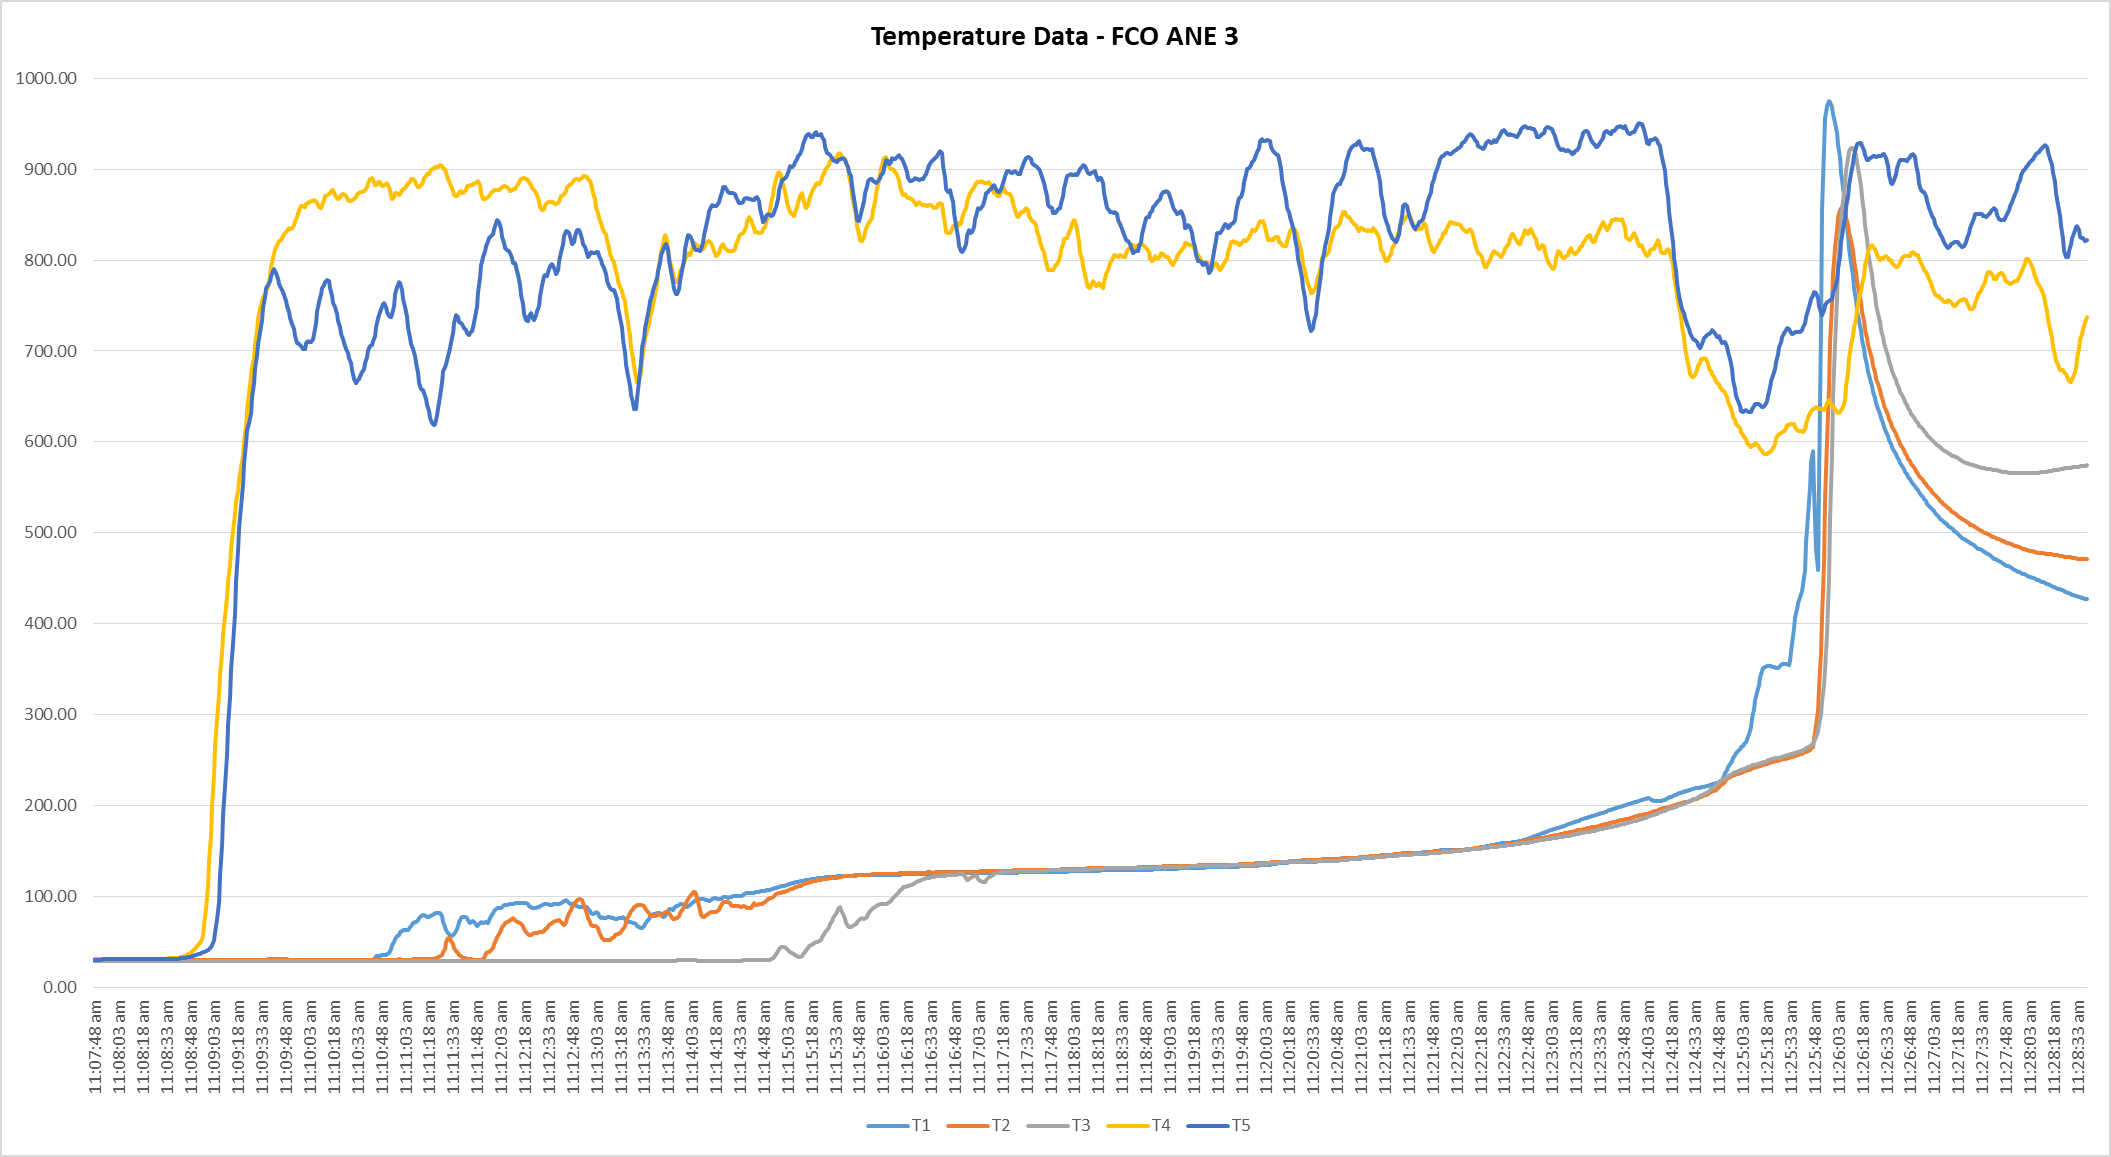 Temperature Data - FCO ANE 3
1000.00
900.00
800.00
700.00
600.00
500.00
400.00
300.00
200.00
100.00
0.00
11:07:48 am
11:08:03 am
11:08:18 am
11:08:33 am
11:08:48 am
11:09:03 am
11:09:18 am
11:09:33 am
11:09:48 am
11:10:03 am
11:10:18 am
11:10:33 am
11:10:48 am
11:11:03 am
11:11:18 am
11:11:33 am
11:11:48 am
11:12:03 am
11:12:18 am
11:12:33 am
11:12:48 am
11:13:03 am
11:13:18 am
11:13:33 am
11:13:48 am
11:14:03 am
11:14:18 am
11:14:33 am
11:14:48 am
11:15:03 am
11:15:18 am
11:15:33 am
11:15:48 am
11:16:03 am
11:16:18 am
11:16:33 am
11:16:48 am
11:17:03 am
11:17:18 am
11:17:33 am
11:17:48 am
11:18:03 am
11:18:18 am
11:18:33 am
11:18:48 am
11:19:03 am
11:19:18 am
11:19:33 am
11:19:48 am
11:20:03 am
11:20:18 am
11:20:33 am
11:20:48 am
11:21:03 am
11:21:18 am
11:21:33 am
11:21:48 am
11:22:03 am
11:22:18 am
11:22:33 am
11:22:48 am
11:23:03 am
11:23:18 am
11:23:33 am
11:23:48 am
11:24:03 am
11:24:18 am
11:24:33 am
11:24:48 am
11:25:03 am
11:25:18 am
11:25:33 am
11:25:48 am
11:26:03 am
11:26:18 am
11:26:33 am
11:26:48 am
11:27:03 am
11:27:18 am
11:27:33 am
11:27:48 am
11:28:03 am
11:28:18 am
11:28:33 am
T1 T2 T3 T4 T5